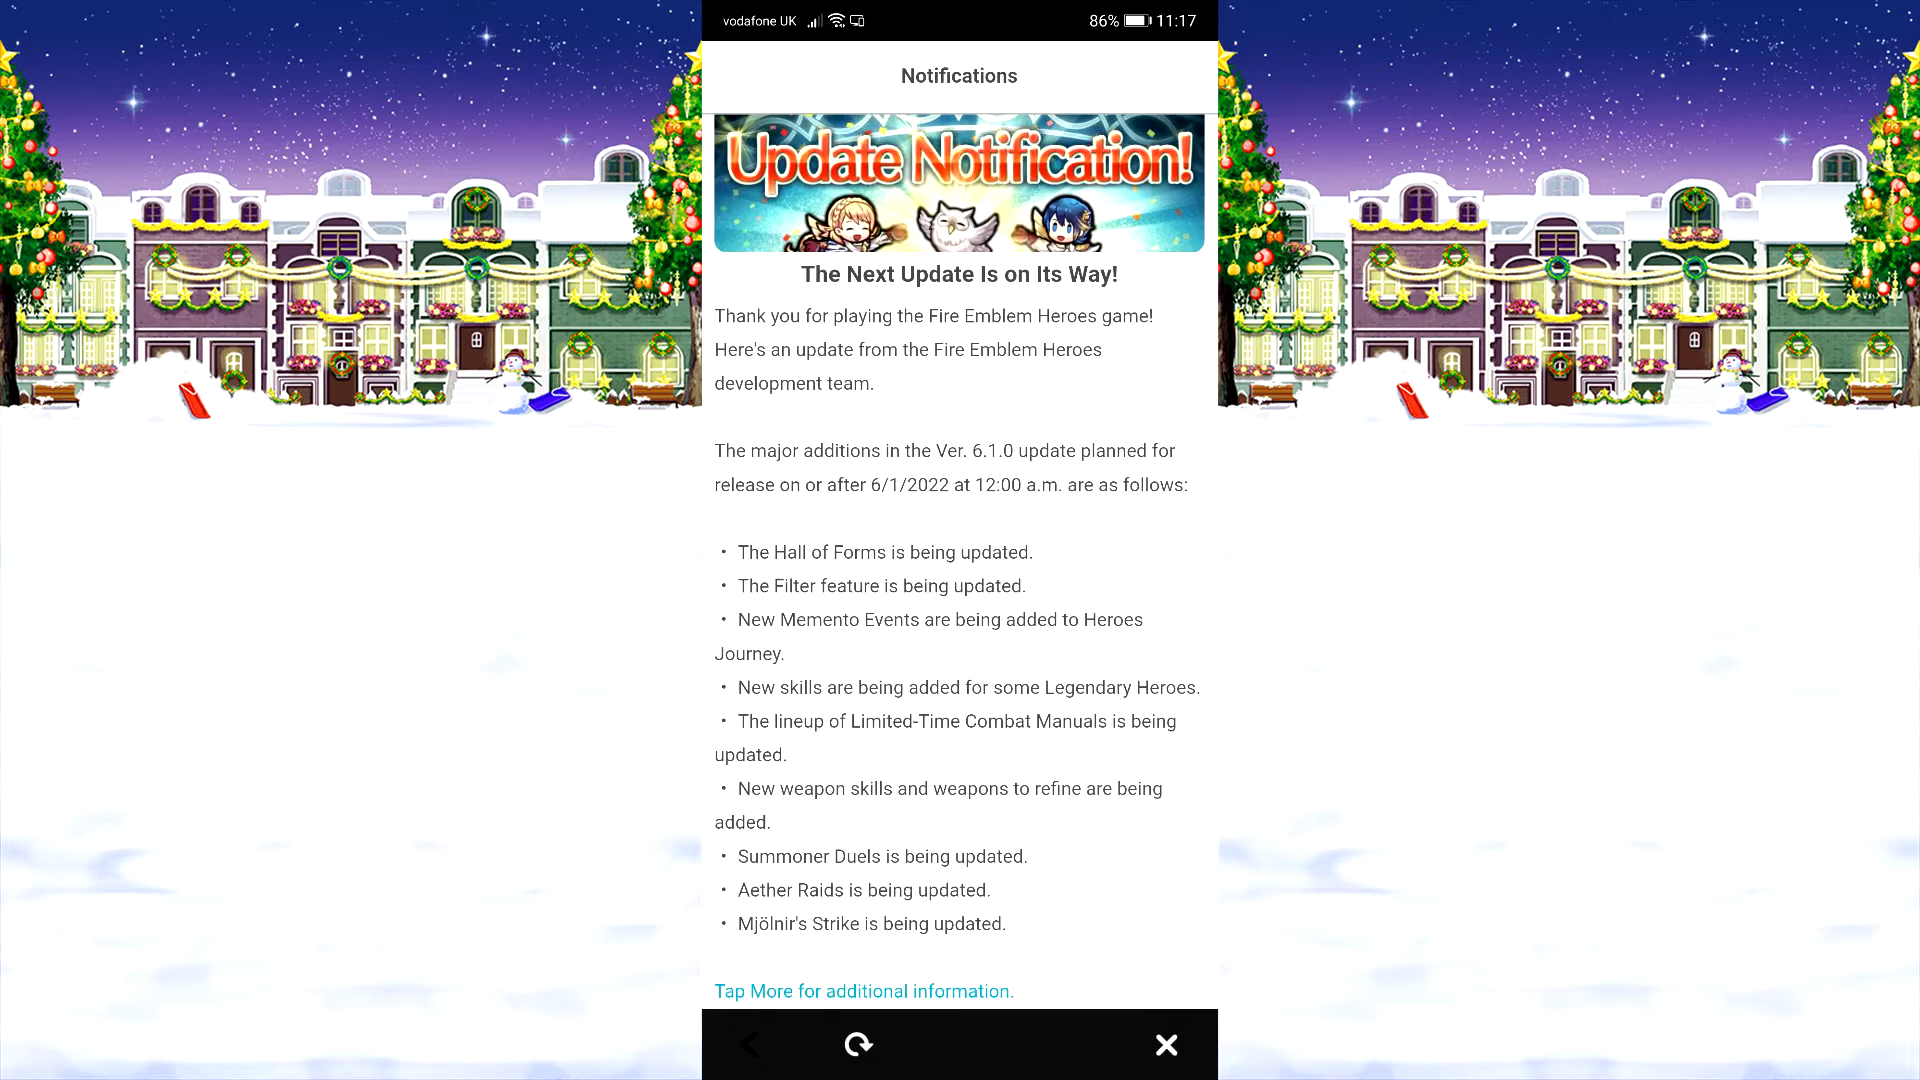 vodafone UK
86% 11:17
Notifications
Update Notification!
The Next Update Is on Its Way!
Thank you for playing the Fire Emblem Heroes game!
Here's an update from the Fire Emblem Heroes
development team.
The major additions in the Ver. 6.1.0 update planned for
release on or after 6/1/2022 at 12:00 a.m. are as follows:
・ The Hall of Forms is being updated.
・ The Filter feature is being updated.
・ New Memento Events are being added to Heroes
Journey.
・ New skills are being added for some Legendary Heroes.
・ The lineup of Limited-Time Combat Manuals is being
updated.
・ New weapon skills and weapons to refine are being
added.
・ Summoner Duels is being updated.
・ Aether Raids is being updated.
・ Mjölnir's Strike is being updated.
Tap More for additional information.